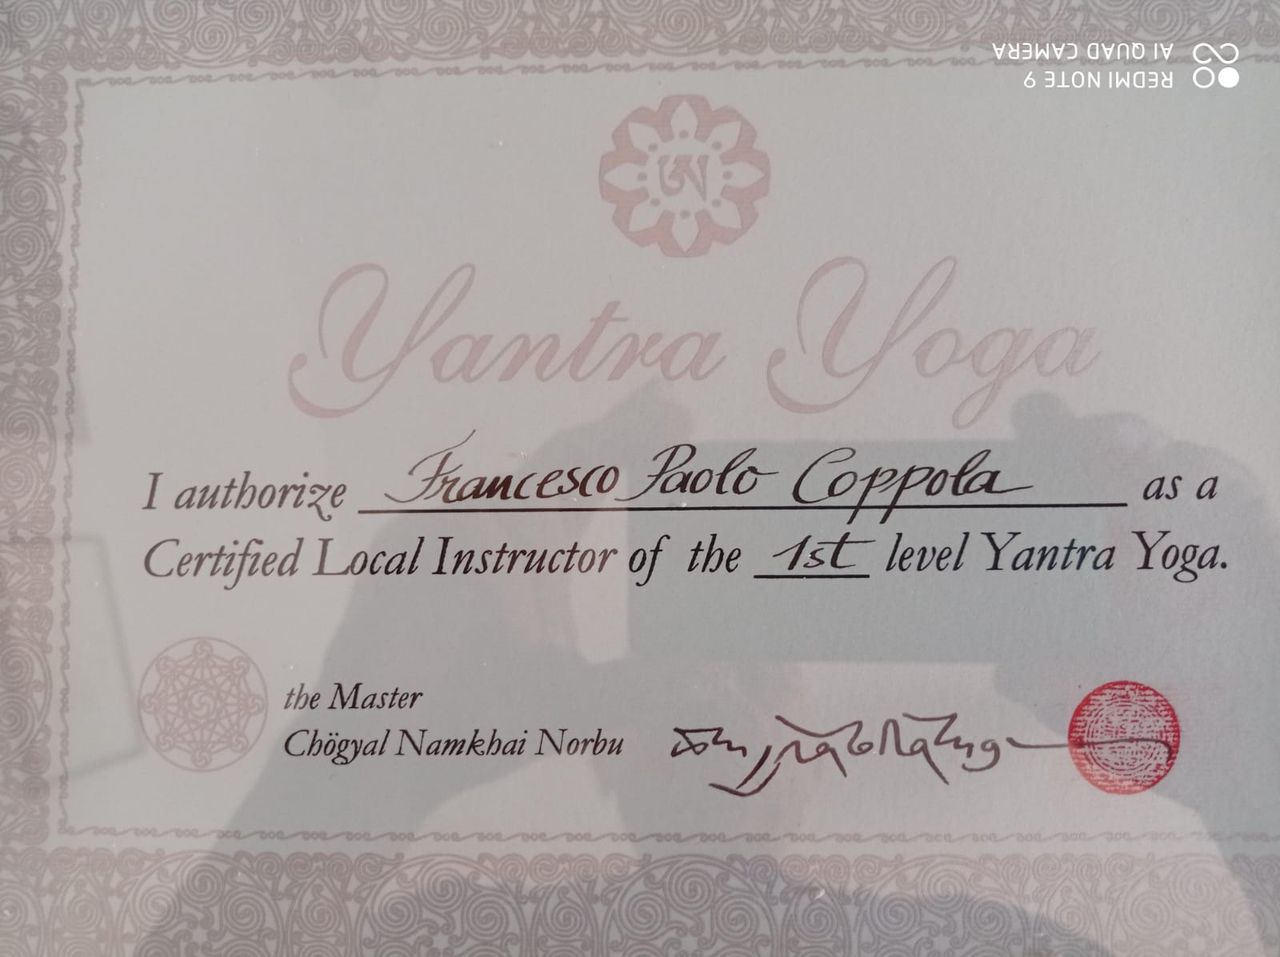 REDMI NOTE 9
AI QUAD CAMERA
ཨ
Yantra Yoga
I authorize Francesco Paolo Coppola as a
Certified Local Instructor of the 1st level Yantra Yoga.
the Master
Chögyal Namkhai Norbu